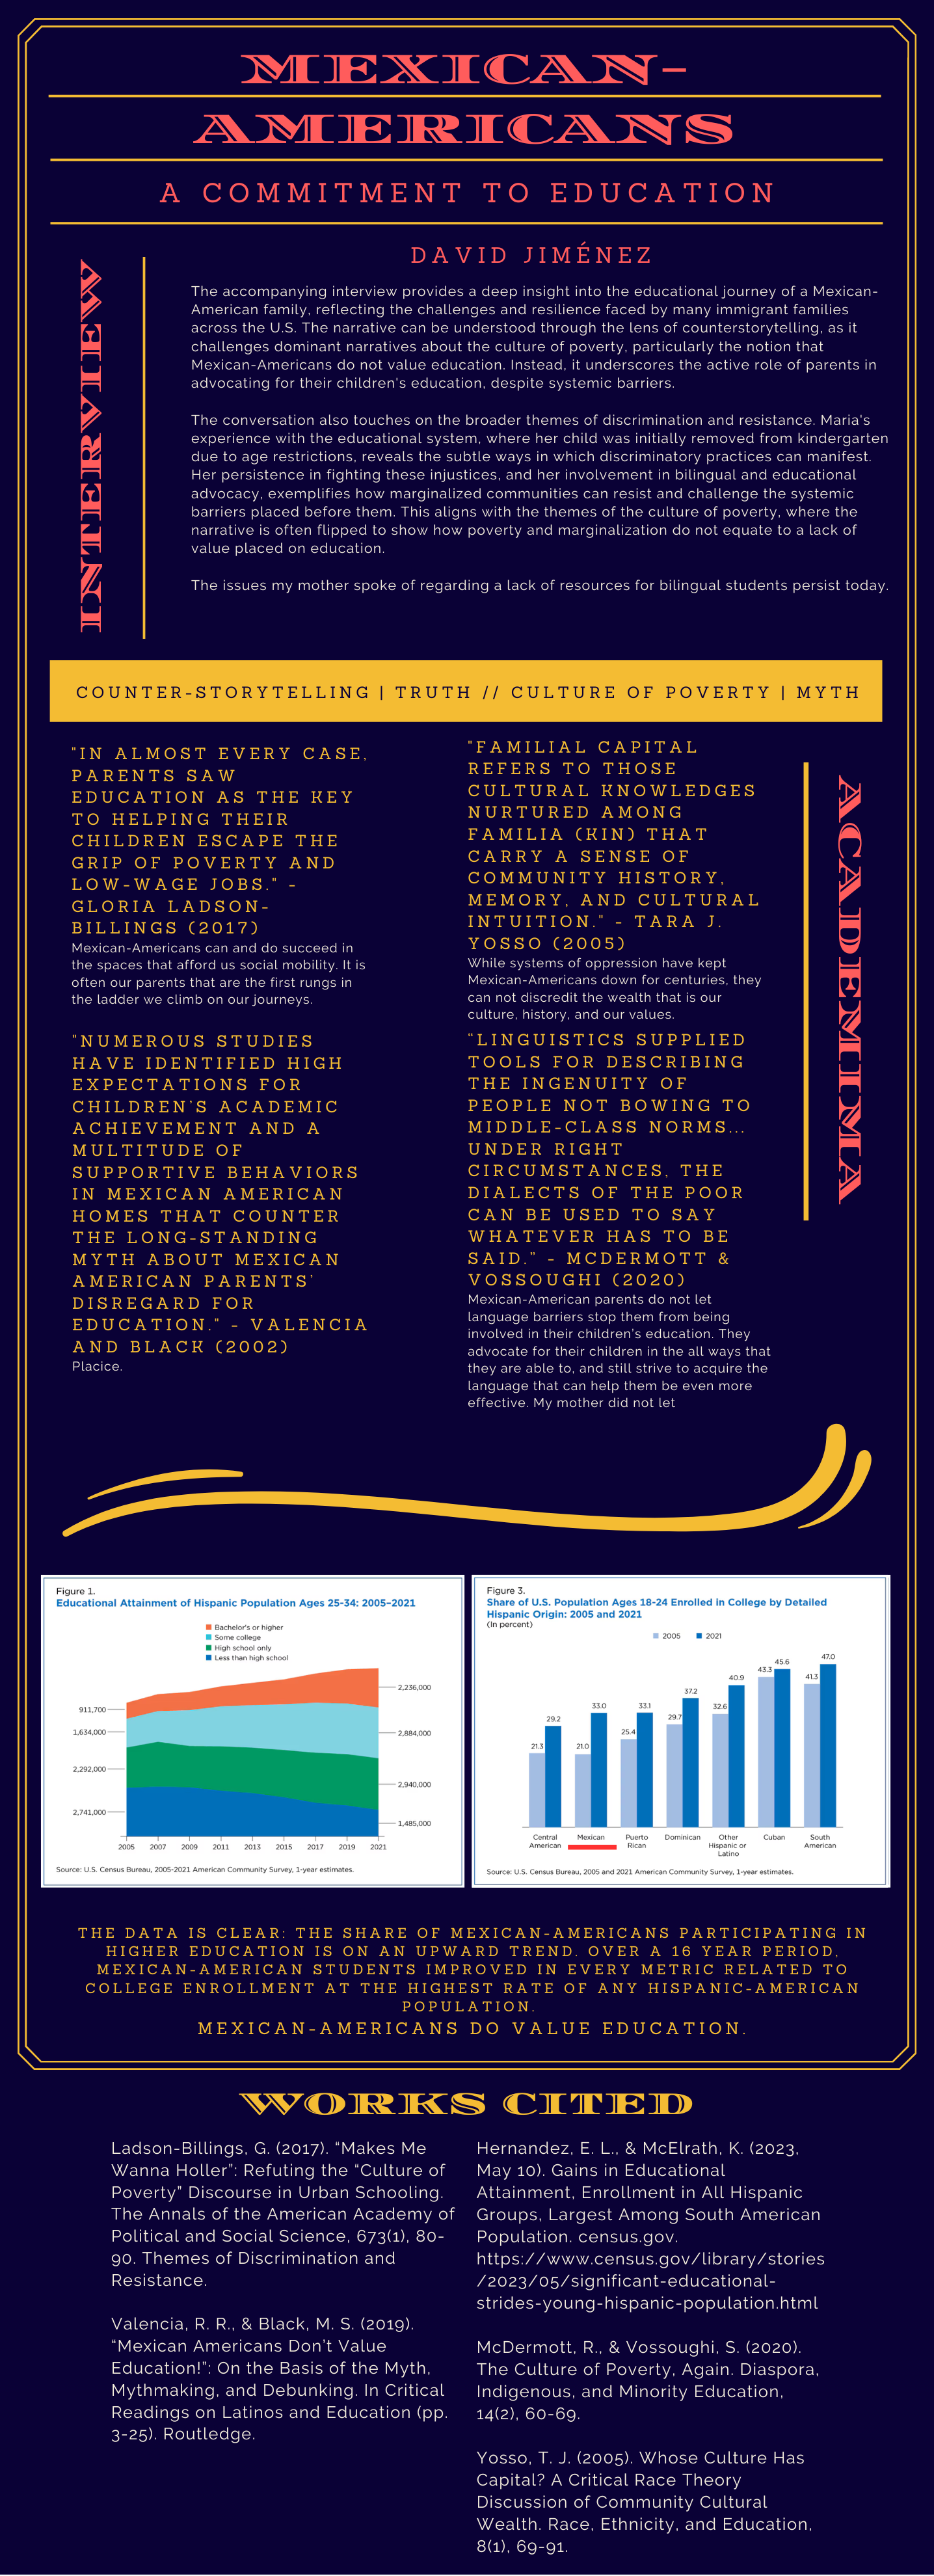 MEXICAN-
AMERICANS
A COMMITMENT TO EDUCATION
INTERVIEW
DAVID JIMÉNEZ
The accompanying interview provides a deep insight into the educational journey of a Mexican-
American family, reflecting the challenges and resilience faced by many immigrant families
across the U.S. The narrative can be understood through the lens of counterstorytelling, as it
challenges dominant narratives about the culture of poverty, particularly the notion that
Mexican-Americans do not value education. Instead, it underscores the active role of parents in
advocating for their children's education, despite systemic barriers.
The conversation also touches on the broader themes of discrimination and resistance. Maria's
experience with the educational system, where her child was initially removed from kindergarten
due to age restrictions, reveals the subtle ways in which discriminatory practices can manifest.
Her persistence in fighting these injustices, and her involvement in bilingual and educational
advocacy, exemplifies how marginalized communities can resist and challenge the systemic
barriers placed before them. This aligns with the themes of the culture of poverty, where the
narrative is often flipped to show how poverty and marginalization do not equate to a lack of
value placed on education.
The issues my mother spoke of regarding a lack of resources for bilingual students persist today.
COUNTER-STORYTELLING | TRUTH // CULTURE OF POVERTY | MYTH
"IN ALMOST EVERY CASE,
PARENTS SAW
EDUCATION AS THE KEY
TO HELPING THEIR
CHILDREN ESCAPE THE
GRIP OF POVERTY AND
LOW-WAGE JOBS." -
GLORIA LADSON-
BILLINGS (2017)
Mexican-Americans can and do succeed in
the spaces that afford us social mobility. It is
often our parents that are the first rungs in
the ladder we climb on our journeys.
"NUMEROUS STUDIES
HAVE IDENTIFIED HIGH
EXPECTATIONS FOR
CHILDREN'S ACADEMIC
ACHIEVEMENT AND A
MULTITUDE OF
SUPPORTIVE BEHAVIORS
IN MEXICAN AMERICAN
HOMES THAT COUNTER
THE LONG-STANDING
MYTH ABOUT MEXICAN
AMERICAN PARENTS'
DISREGARD FOR
EDUCATION." - VALENCIA
AND BLACK (2002)
Placice.
"FAMILIAL CAPITAL
REFERS TO THOSE
CULTURAL KNOWLEDGES
NURTURED AMONG
FAMILIA (KIN) THAT
CARRY A SENSE OF
COMMUNITY HISTORY,
MEMORY, AND CULTURAL
INTUITION." - TARA J.
YOSSO (2005)
While systems of oppression have kept
Mexican-Americans down for centuries, they
can not discredit the wealth that is our
culture, history, and our values.
"LINGUISTICS SUPPLIED
TOOLS FOR DESCRIBING
THE INGENUITY OF
PEOPLE NOT BOWING TO
MIDDLE-CLASS NORMS...
UNDER RIGHT
CIRCUMSTANCES, THE
DIALECTS OF THE POOR
CAN BE USED TO SAY
WHATEVER HAS TO BE
SAID." - MCDERMOTT &
VOSSOUGHI (2020)
Mexican-American parents do not let
language barriers stop them from being
involved in their children's education. They
advocate for their children in the all ways that
they are able to, and still strive to acquire the
language that can help them be even more
effective. My mother did not let
ACADEMIMA
Figure 1.
Educational Attainment of Hispanic Population Ages 25-34: 2005-2021
Bachelor's or higher
Some college
High school only
Less than high school
911,700
1,634,000
2,292,000
2,741,000
2,236,000
2,884,000
2,940,000
1,485,000
2005 2007 2009 2011 2013 2015 2017 2019 2021
Source: U.S. Census Bureau, 2005-2021 American Community Survey, 1-year estimates.
Figure 3.
Share of U.S. Population Ages 18-24 Enrolled in College by Detailed
Hispanic Origin: 2005 and 2021
(In percent)
2005 2021
21.3 29.2 21.0 33.0 25.4 33.1 29.7 37.2 32.6 40.9 43.3 45.6 41.3 47.0
Central American
Mexican
Puerto Rican
Dominican
Other Hispanic or Latino
Cuban
South American
Source: U.S. Census Bureau, 2005 and 2021 American Community Survey, 1-year estimates.
THE DATA IS CLEAR: THE SHARE OF MEXICAN-AMERICANS PARTICIPATING IN
HIGHER EDUCATION IS ON AN UPWARD TREND. OVER A 16 YEAR PERIOD,
MEXICAN-AMERICAN STUDENTS IMPROVED IN EVERY METRIC RELATED TO
COLLEGE ENROLLMENT AT THE HIGHEST RATE OF ANY HISPANIC-AMERICAN
POPULATION.
MEXICAN-AMERICANS DO VALUE EDUCATION.
WORKS CITED
Ladson-Billings, G. (2017). “Makes Me
Wanna Holler”: Refuting the “Culture of
Poverty” Discourse in Urban Schooling.
The Annals of the American Academy of
Political and Social Science, 673(1), 80-
90. Themes of Discrimination and
Resistance.
Valencia, R. R., & Black, M. S. (2019).
“Mexican Americans Don't Value
Education!”: On the Basis of the Myth,
Mythmaking, and Debunking. In Critical
Readings on Latinos and Education (pp.
3-25). Routledge.
Hernandez, E. L., & McElrath, K. (2023,
May 10). Gains in Educational
Attainment, Enrollment in All Hispanic
Groups, Largest Among South American
Population. census.gov.
https://www.census.gov/library/stories
/2023/05/significant-educational-
strides-young-hispanic-population.html
McDermott, R., & Vossoughi, S. (2020).
The Culture of Poverty, Again. Diaspora,
Indigenous, and Minority Education,
14(2), 60-69.
Yosso, T. J. (2005). Whose Culture Has
Capital? A Critical Race Theory
Discussion of Community Cultural
Wealth. Race, Ethnicity, and Education,
8(1), 69-91.